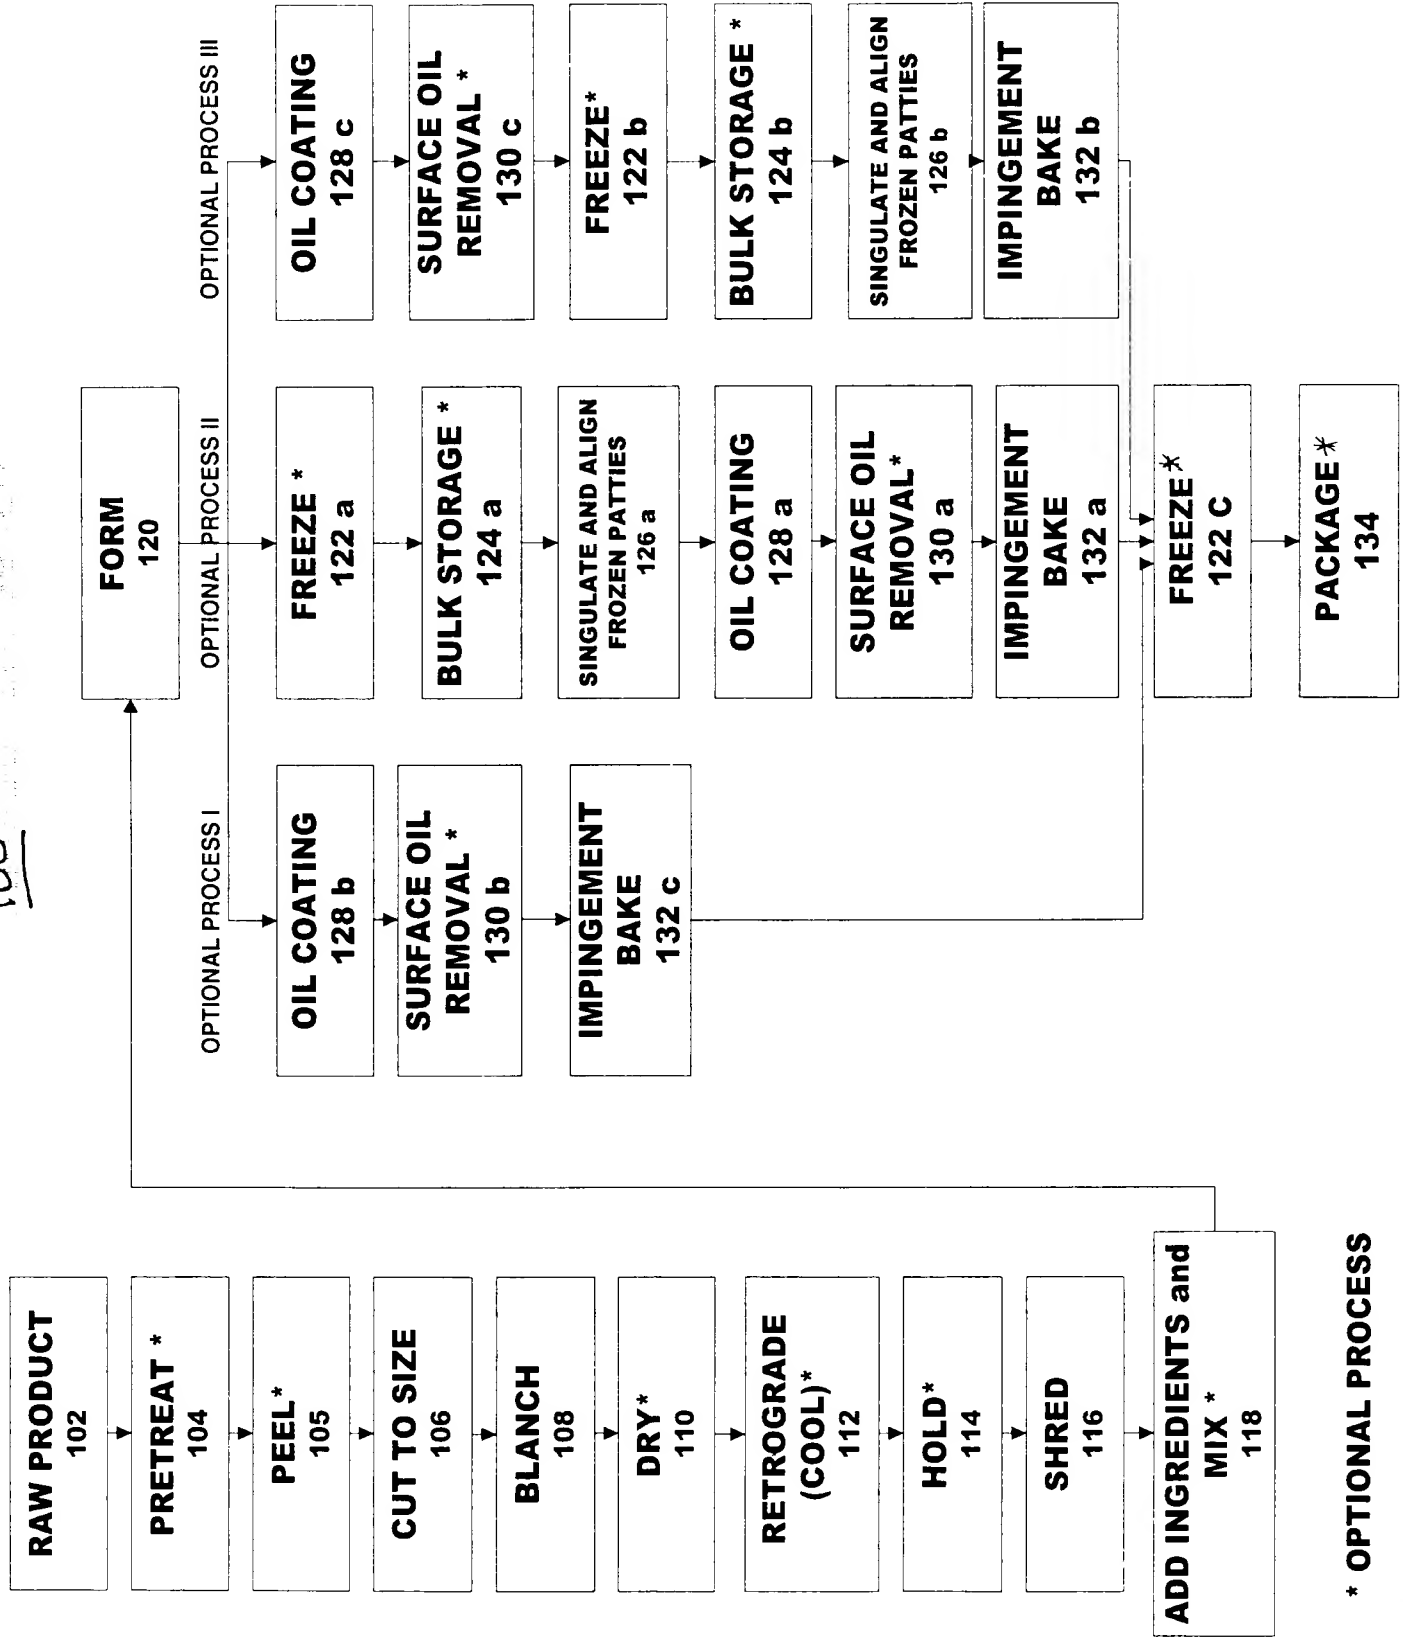 RAW PRODUCT
102
PRETREAT *
104
PEEL*
105
CUT TO SIZE
106
BLANCH
108
DRY*
110
RETROGRADE
(COOL)*
112
HOLD*
114
SHRED
116
ADD INGREDIENTS and
MIX *
118
FORM
120
OPTIONAL PROCESS I
OIL COATING
128 b
SURFACE OIL
REMOVAL *
130 b
IMPINGEMENT
BAKE
132 c
OPTIONAL PROCESS II
FREEZE *
122 a
BULK STORAGE *
124 a
SINGULATE AND ALIGN
FROZEN PATTIES
126 a
OIL COATING
128 a
SURFACE OIL
REMOVAL*
130 a
IMPINGEMENT
BAKE
132 a
OPTIONAL PROCESS III
OIL COATING
128 c
SURFACE OIL
REMOVAL *
130 c
FREEZE*
122 b
BULK STORAGE *
124 b
SINGULATE AND ALIGN
FROZEN PATTIES
126 b
IMPINGEMENT
BAKE
132 b
FREEZE*
122 C
PACKAGE*
134
* OPTIONAL PROCESS